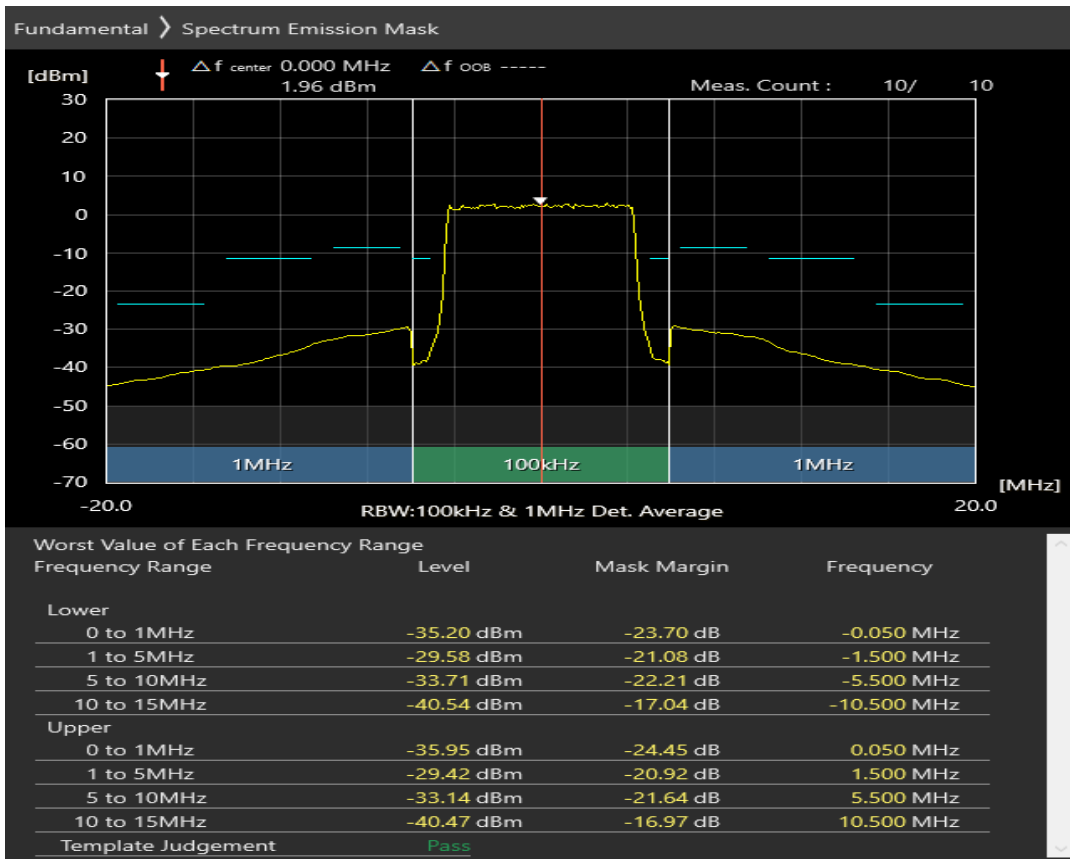 Fundamental ❯ Spectrum Emission Mask
[dBm] △f center 0.000 MHz △f OOB -----
1.96 dBm Meas. Count : 10/ 10
30
20
10
0
-10
-20
-30
-40
-50
-60
1MHz 100kHz 1MHz
-70
[MHz]
-20.0 RBW:100kHz & 1MHz Det. Average 20.0
Worst Value of Each Frequency Range
Frequency Range Level Mask Margin Frequency
Lower
0 to 1MHz -35.20 dBm -23.70 dB -0.050 MHz
1 to 5MHz -29.58 dBm -21.08 dB -1.500 MHz
5 to 10MHz -33.71 dBm -22.21 dB -5.500 MHz
10 to 15MHz -40.54 dBm -17.04 dB -10.500 MHz
Upper
0 to 1MHz -35.95 dBm -24.45 dB 0.050 MHz
1 to 5MHz -29.42 dBm -20.92 dB 1.500 MHz
5 to 10MHz -33.14 dBm -21.64 dB 5.500 MHz
10 to 15MHz -40.47 dBm -16.97 dB 10.500 MHz
Template Judgement Pass